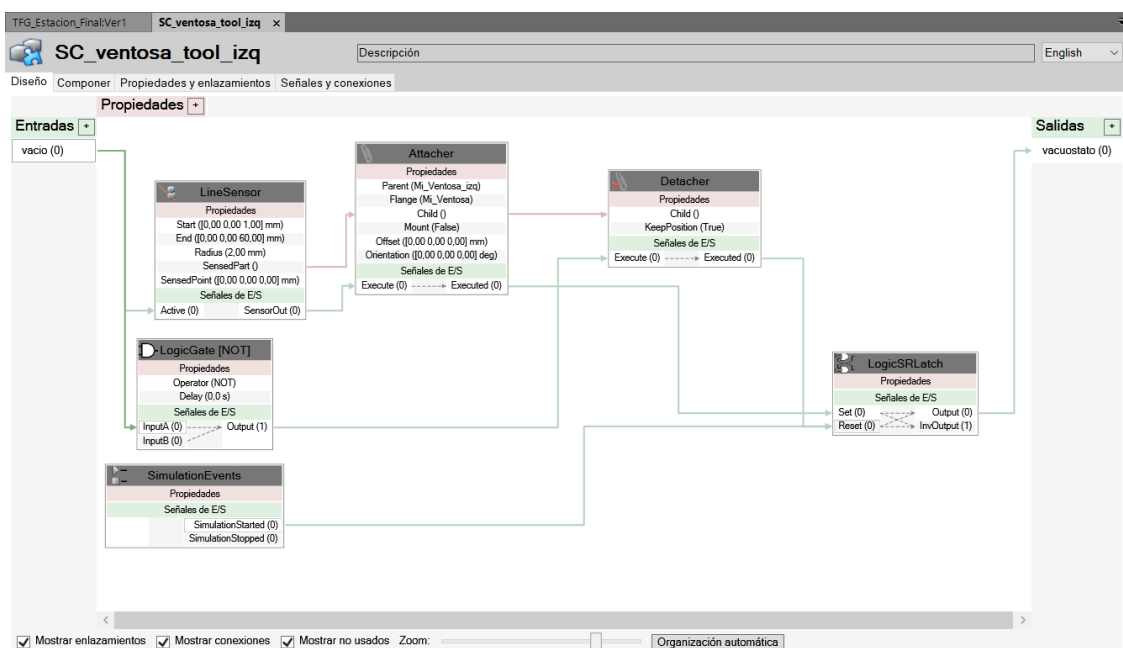 TFG_Estacion_Final:Ver1
SC_ventosa_tool_izq x
SC_ventosa_tool_izq
Descripción
English
Diseño
Componer
Propiedades y enlazamientos
Señales y conexiones
Propiedades +
Entradas +
vacio (0)
Salidas +
vacuostato (0)
LineSensor
Propiedades
Start ([0,00 0,00 1,00] mm)
End ([0,00 0,00 60,00] mm)
Radius (2,00 mm)
SensedPart ()
SensedPoint ([0,00 0,00 0,00] mm)
Señales de E/S
Active (0)
SensorOut (0)
Attacher
Propiedades
Parent (Mi_Ventosa_izq)
Flange (Mi_Ventosa)
Child ()
Mount (False)
Offset ([0,00 0,00 0,00] mm)
Orientation ([0,00 0,00 0,00] deg)
Señales de E/S
Execute (0)
Executed (0)
Detacher
Propiedades
Child ()
KeepPosition (True)
Señales de E/S
Execute (0)
Executed (0)
LogicGate [NOT]
Propiedades
Operator (NOT)
Delay (0,0 s)
Señales de E/S
InputA (0)
Output (1)
InputB (0)
LogicSRLatch
Propiedades
Señales de E/S
Set (0)
Output (0)
Reset (0)
InvOutput (1)
SimulationEvents
Propiedades
Señales de E/S
SimulationStarted (0)
SimulationStopped (0)
Mostrar enlazamientos
Mostrar conexiones
Mostrar no usados
Zoom:
Organización automática